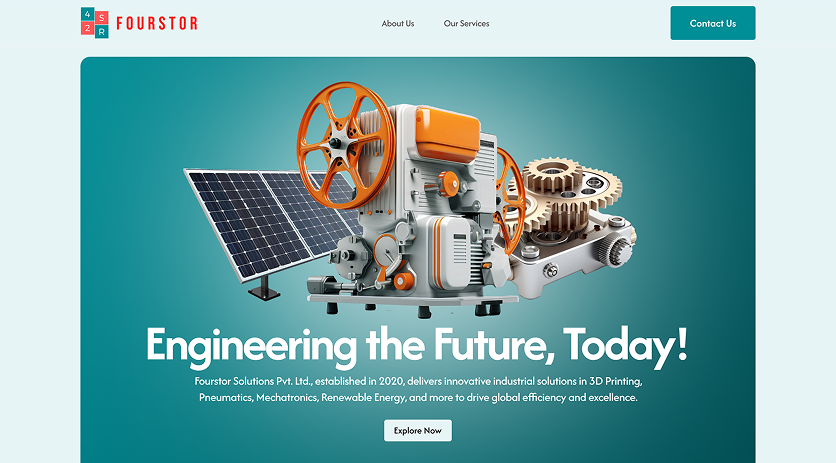 4
S
2
R
FOURSTOR
About Us
Our Services
Contact Us
Engineering the Future, Today!
Fourstor Solutions Pvt. Ltd., established in 2020, delivers innovative industrial solutions in 3D Printing,
Pneumatics, Mechatronics, Renewable Energy, and more to drive global efficiency and excellence.
Explore Now